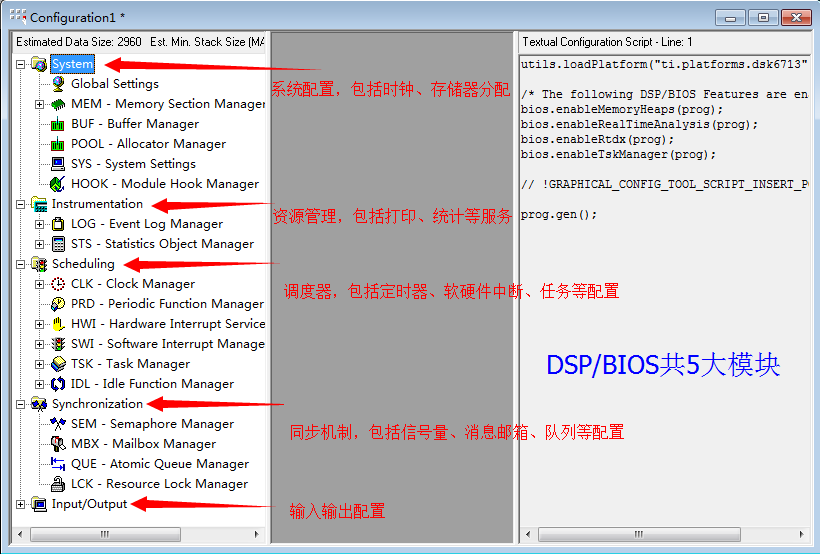 Configuration1 *
Estimated Data Size: 2960 Est. Min. Stack Size (MA
System
Global Settings
MEM - Memory Section Manager
BUF - Buffer Manager
POOL - Allocator Manager
SYS - System Settings
HOOK - Module Hook Manager
Instrumentation
LOG - Event Log Manager
STS - Statistics Object Manager
Scheduling
CLK - Clock Manager
PRD - Periodic Function Manager
HWI - Hardware Interrupt Service
SWI - Software Interrupt Manage
TSK - Task Manager
IDL - Idle Function Manager
Synchronization
SEM - Semaphore Manager
MBX - Mailbox Manager
QUE - Atomic Queue Manager
LCK - Resource Lock Manager
Input/Output
系统配置，包括时钟、存储器分配
资源管理，包括打印、统计等服务
调度器，包括定时器、软硬件中断、任务等配置
同步机制，包括信号量、消息邮箱、队列等配置
输入输出配置
Textual Configuration Script - Line: 1
utils.loadPlatform("ti.platforms.dsk6713"
/* The following DSP/BIOS Features are en
bios.enableMemoryHeaps(prog);
bios.enableRealTimeAnalysis(prog);
bios.enableRtdx(prog);
bios.enableTskManager(prog);
// !GRAPHICAL_CONFIG_TOOL_SCRIPT_INSERT_P
prog.gen();
DSP/BIOS共5大模块